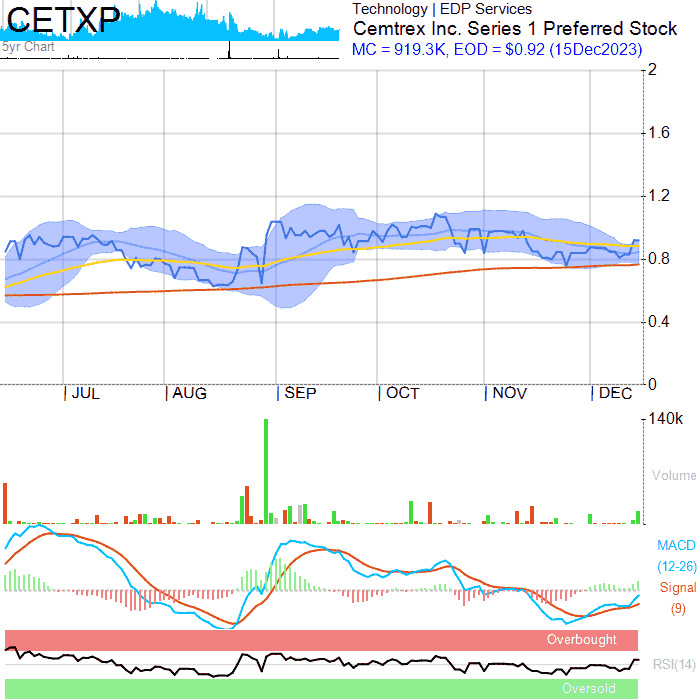 CETXP
5yr Chart
Technology | EDP Services
Cemtrex Inc. Series 1 Preferred Stock
MC = 919.3K, EOD = $0.92 (15Dec2023)
2
1.6
1.2
0.8
0.4
0
JUL AUG SEP OCT NOV DEC
140k
Volume
MACD
(12-26)
Signal
(9)
Overbought
RSI(14)
Oversold